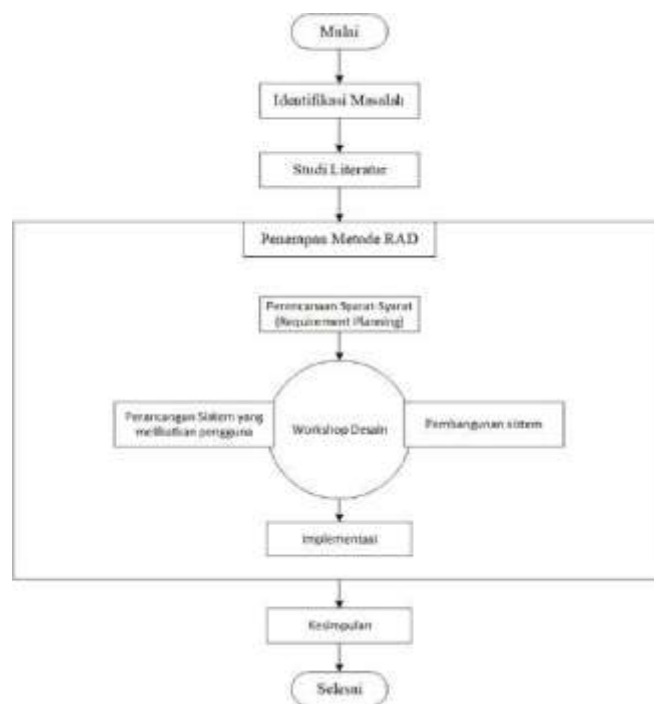 Mulai
Identifikasi Masalah
Studi Literatur
Penerapan Metode RAD
Perencanaan Syarat-Syarat
(Requirement Planning)
Perancangan Sistem yang
melibatkan pengguna
Workshop Desain
Pembangunan sistem
Implementasi
Kesimpulan
Selesai